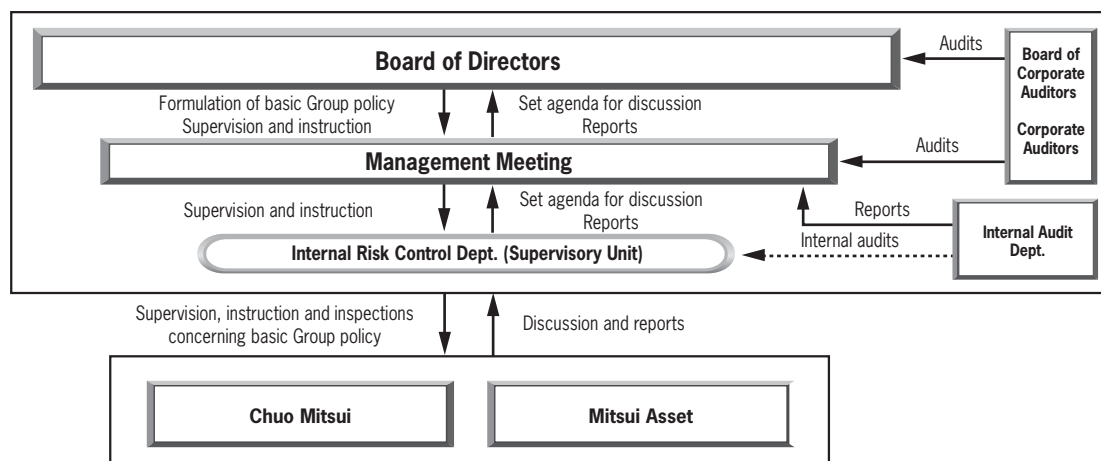 Board of Directors
Audits
Board of
Corporate
Auditors
Corporate
Auditors
Formulation of basic Group policy
Supervision and instruction
Set agenda for discussion
Reports
Management Meeting
Audits
Supervision and instruction
Set agenda for discussion
Reports
Reports
Internal audits
Internal Audit
Dept.
Internal Risk Control Dept. (Supervisory Unit)
Supervision, instruction and inspections
concerning basic Group policy
Discussion and reports
Chuo Mitsui
Mitsui Asset